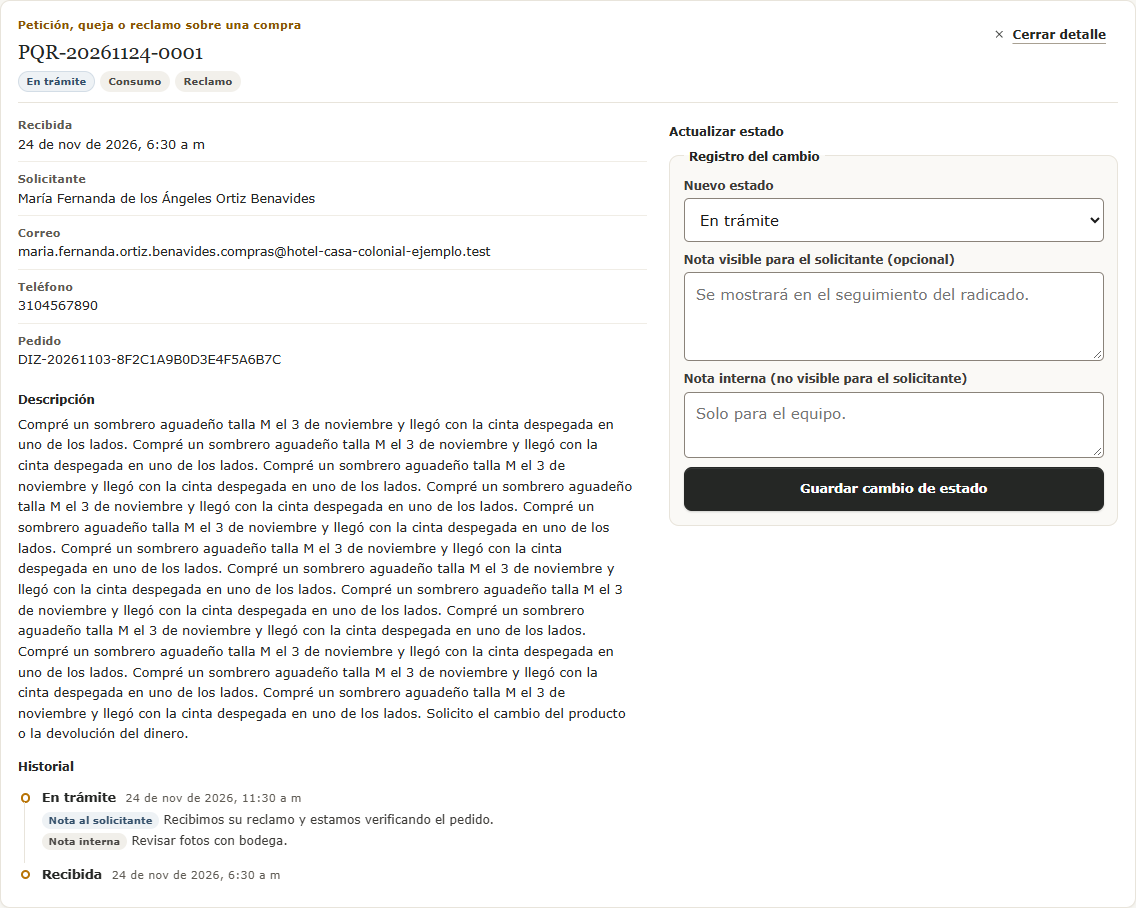 Petición, queja o reclamo sobre una compra
PQR-20261124-0001
En trámite Consumo Reclamo
× Cerrar detalle
Recibida
24 de nov de 2026, 6:30 a m
Solicitante
María Fernanda de los Ángeles Ortiz Benavides
Correo
maria.fernanda.ortiz.benavides.compras@hotel-casa-colonial-ejemplo.test
Teléfono
3104567890
Pedido
DIZ-20261103-8F2C1A9B0D3E4F5A6B7C
Descripción
Compré un sombrero aguadeño talla M el 3 de noviembre y llegó con la cinta despegada en
uno de los lados. Compré un sombrero aguadeño talla M el 3 de noviembre y llegó con la
cinta despegada en uno de los lados. Compré un sombrero aguadeño talla M el 3 de
noviembre y llegó con la cinta despegada en uno de los lados. Compré un sombrero aguadeño
talla M el 3 de noviembre y llegó con la cinta despegada en uno de los lados. Compré un
sombrero aguadeño talla M el 3 de noviembre y llegó con la cinta despegada en uno de los
lados. Compré un sombrero aguadeño talla M el 3 de noviembre y llegó con la cinta
despegada en uno de los lados. Compré un sombrero aguadeño talla M el 3 de noviembre y
llegó con la cinta despegada en uno de los lados. Compré un sombrero aguadeño talla M el 3
de noviembre y llegó con la cinta despegada en uno de los lados. Compré un sombrero
aguadeño talla M el 3 de noviembre y llegó con la cinta despegada en uno de los lados.
Compré un sombrero aguadeño talla M el 3 de noviembre y llegó con la cinta despegada en
uno de los lados. Compré un sombrero aguadeño talla M el 3 de noviembre y llegó con la
cinta despegada en uno de los lados. Compré un sombrero aguadeño talla M el 3 de
noviembre y llegó con la cinta despegada en uno de los lados. Solicito el cambio del producto
o la devolución del dinero.
Historial
En trámite 24 de nov de 2026, 11:30 a m
Nota al solicitante Recibimos su reclamo y estamos verificando el pedido.
Nota interna Revisar fotos con bodega.
Recibida 24 de nov de 2026, 6:30 a m
Actualizar estado
Registro del cambio
Nuevo estado
En trámite
Nota visible para el solicitante (opcional)
Se mostrará en el seguimiento del radicado.
Nota interna (no visible para el solicitante)
Solo para el equipo.
Guardar cambio de estado